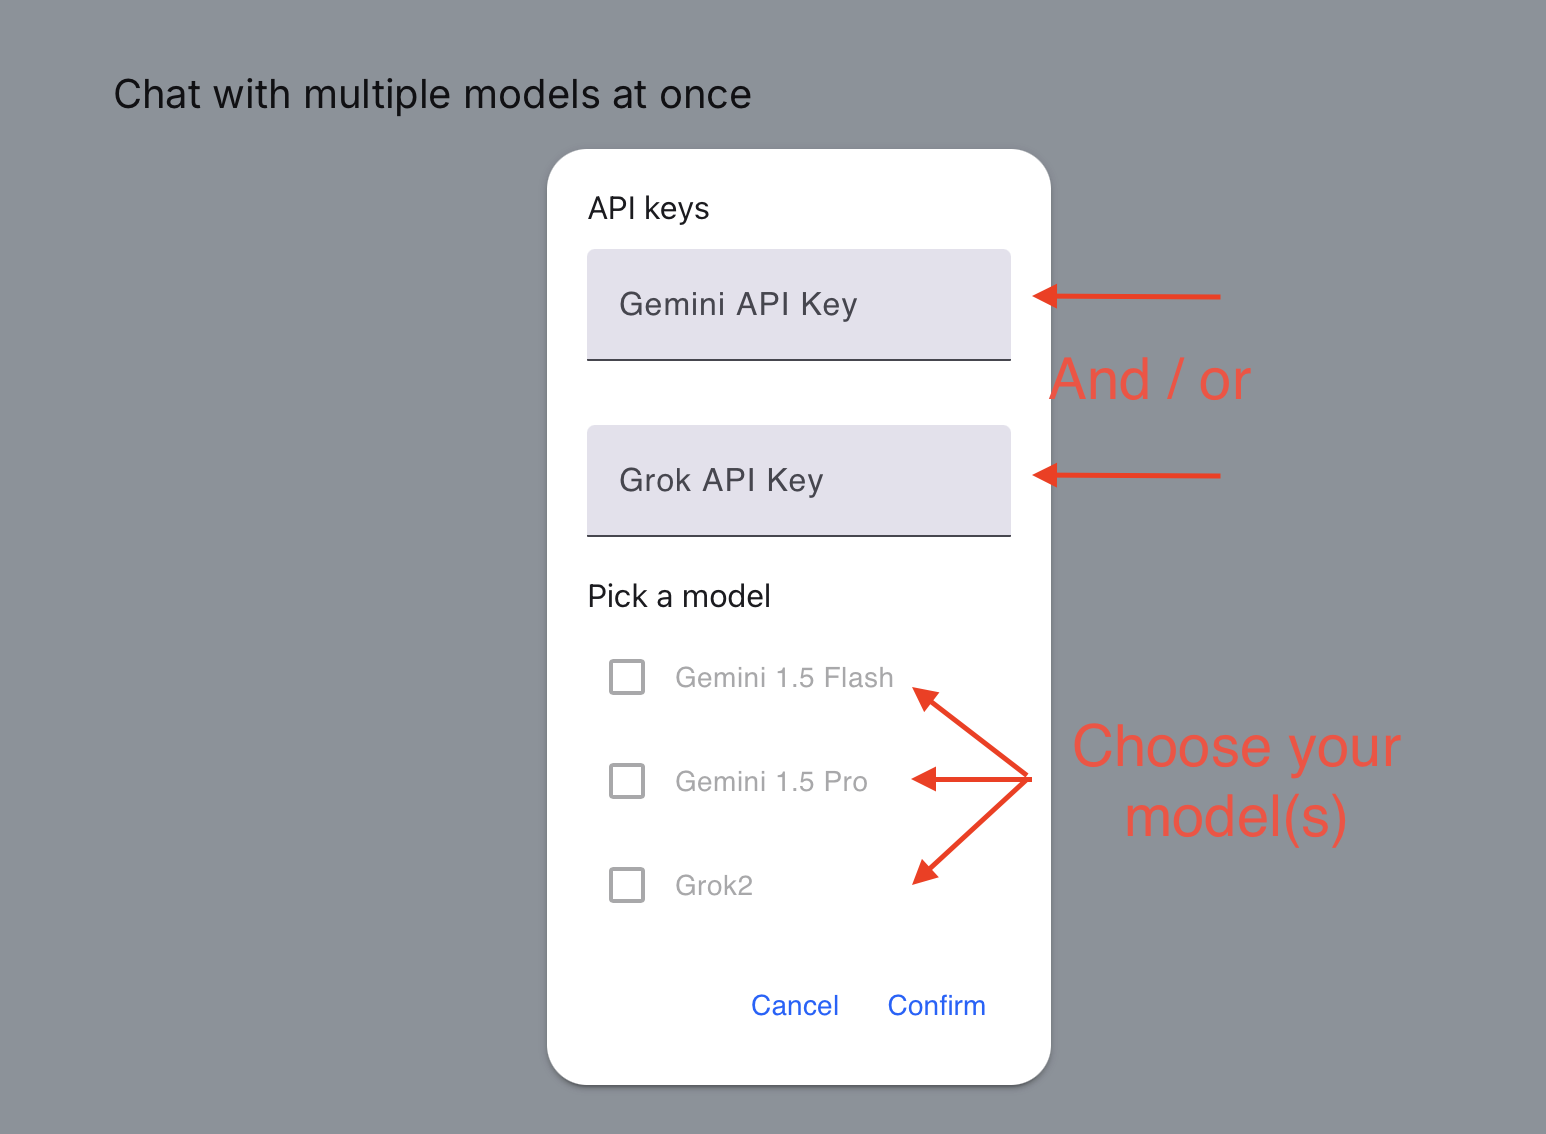 Chat with multiple models at once
API keys
Gemini API Key
And / or
Grok API Key
Pick a model
Gemini 1.5 Flash
Gemini 1.5 Pro
Grok2
Choose your
model(s)
Cancel
Confirm